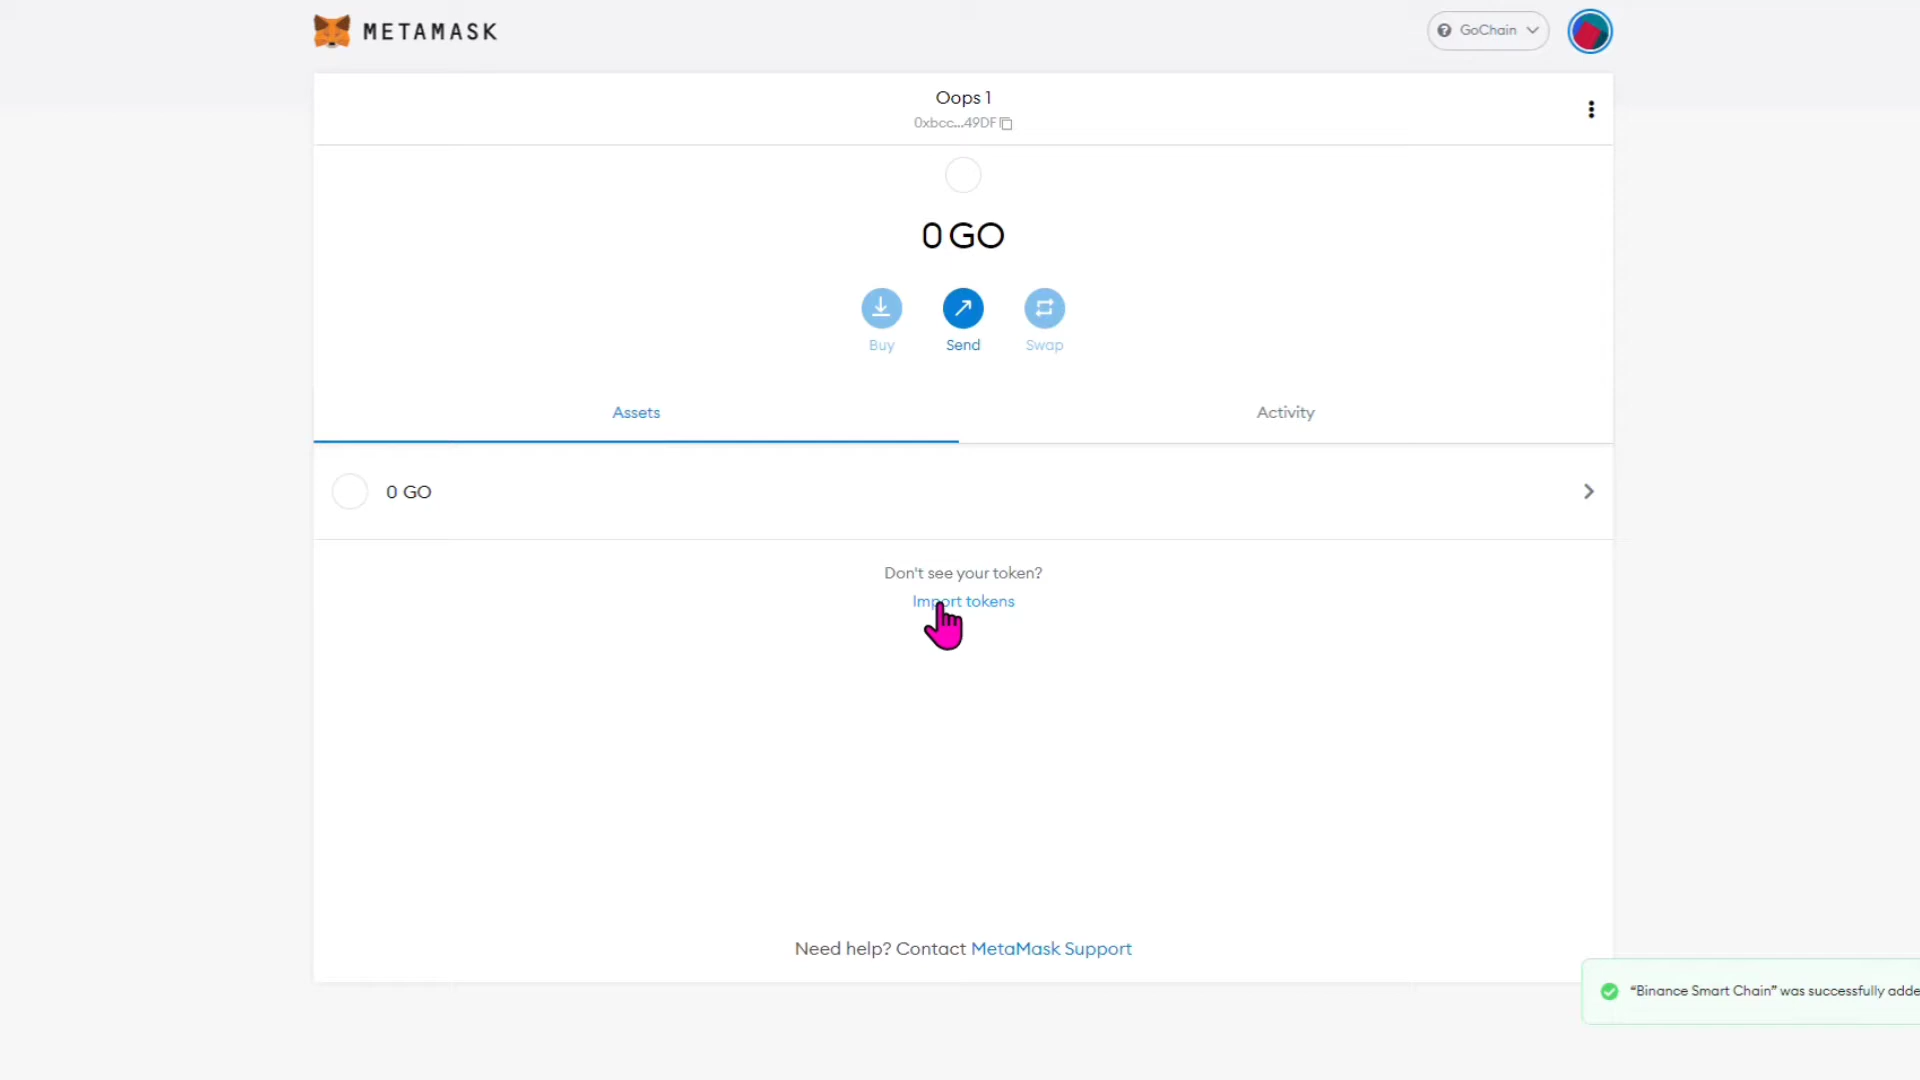 METAMASK
GoChain
Oops 1
0xbcc...49DF
0 GO
Buy
Send
Swap
Assets
Activity
0 GO
Don't see your token?
Import tokens
Need help? Contact MetaMask Support
“Binance Smart Chain” was successfully adde